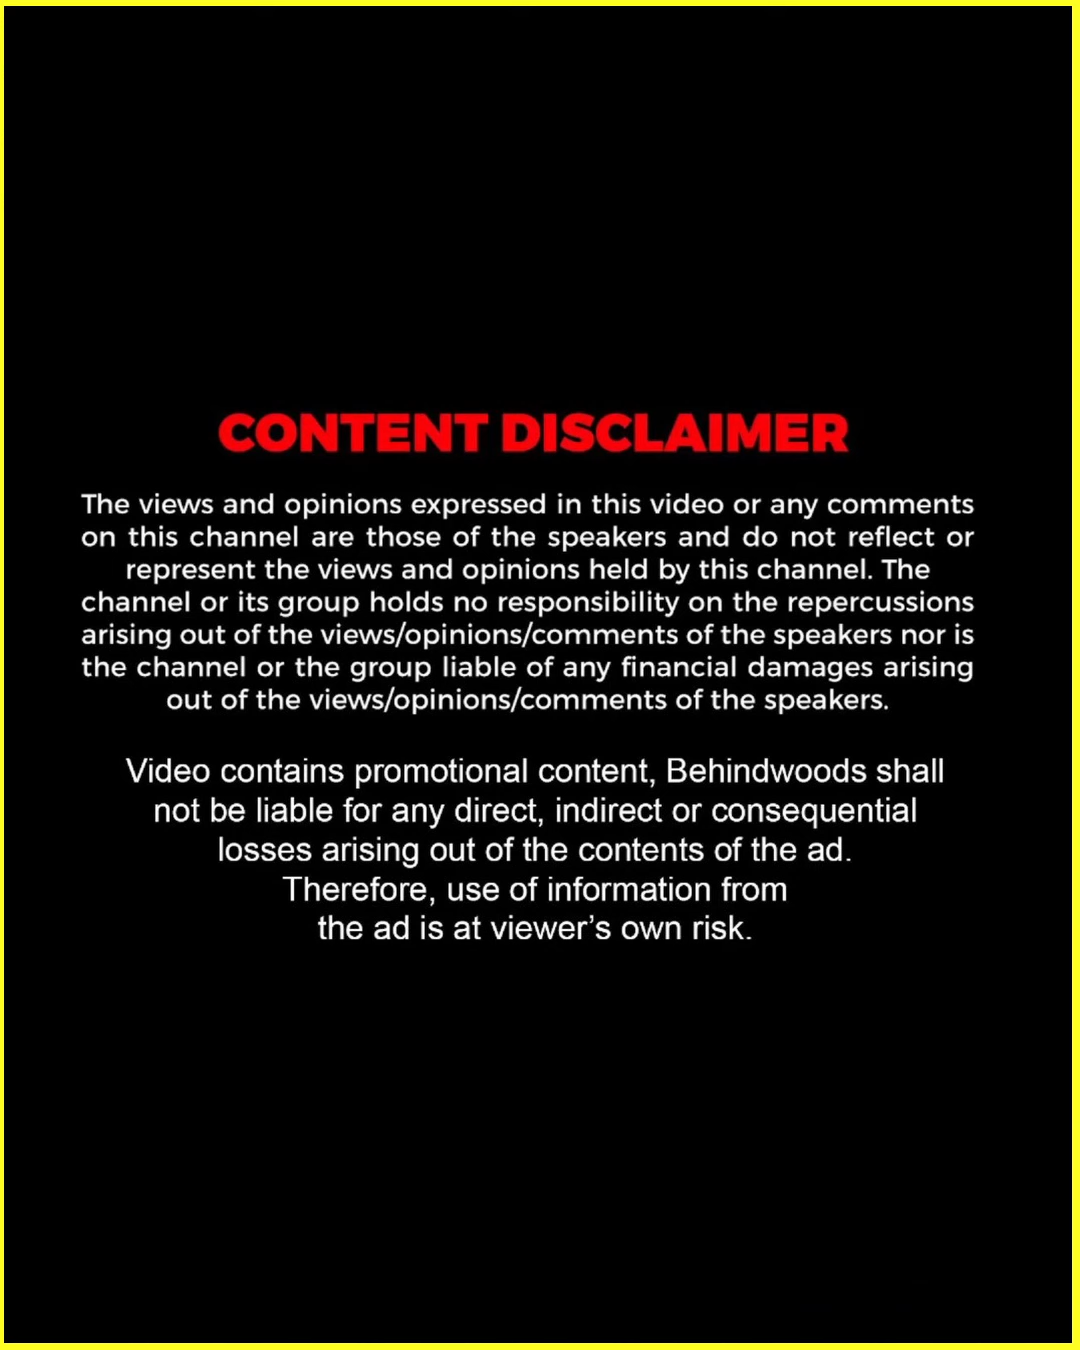 CONTENT DISCLAIMER
The views and opinions expressed in this video or any comments
on this channel are those of the speakers and do not reflect or
represent the views and opinions held by this channel. The
channel or its group holds no responsibility on the repercussions
arising out of the views/opinions/comments of the speakers nor is
the channel or the group liable of any financial damages arising
out of the views/opinions/comments of the speakers.
Video contains promotional content, Behindwoods shall
not be liable for any direct, indirect or consequential
losses arising out of the contents of the ad.
Therefore, use of information from
the ad is at viewer’s own risk.